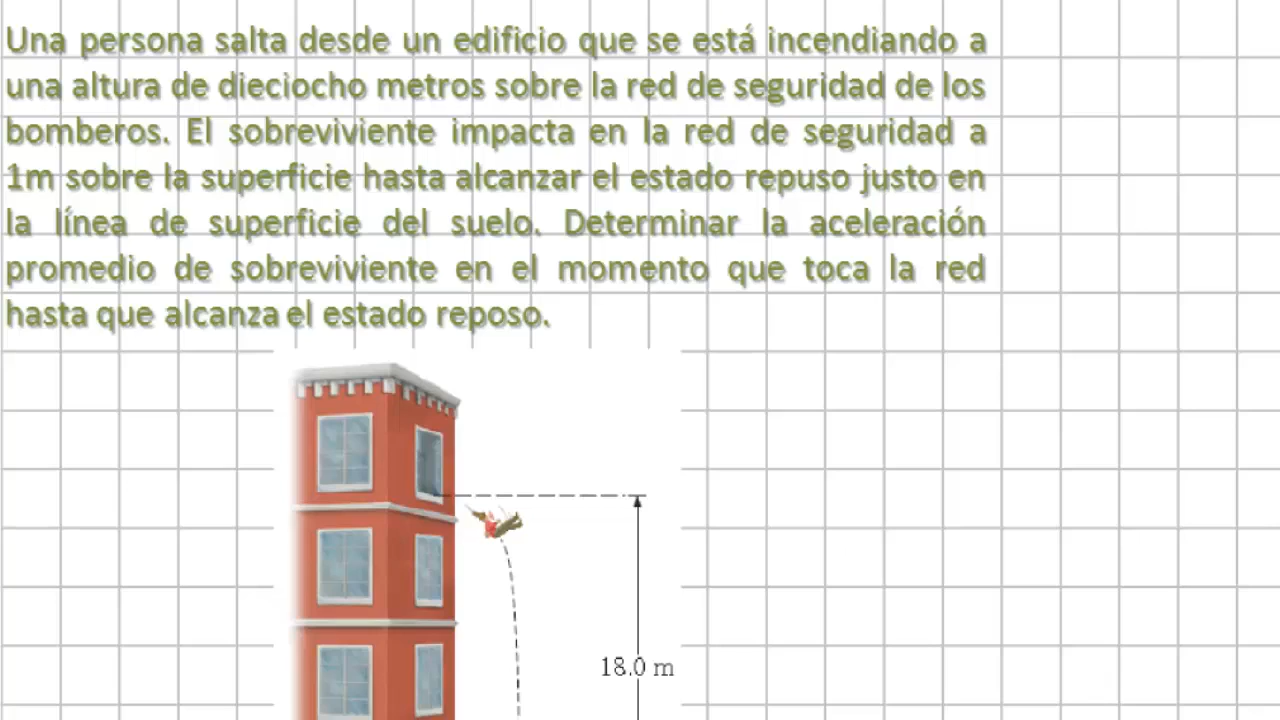 Una persona salta desde un edificio que se está incendiando a
una altura de dieciocho metros sobre la red de seguridad de los
bomberos. El sobreviviente impacta en la red de seguridad a
1m sobre la superficie hasta alcanzar el estado repuso justo en
la línea de superficie del suelo. Determinar la aceleración
promedio de sobreviviente en el momento que toca la red
hasta que alcanza el estado reposo.
18.0 m